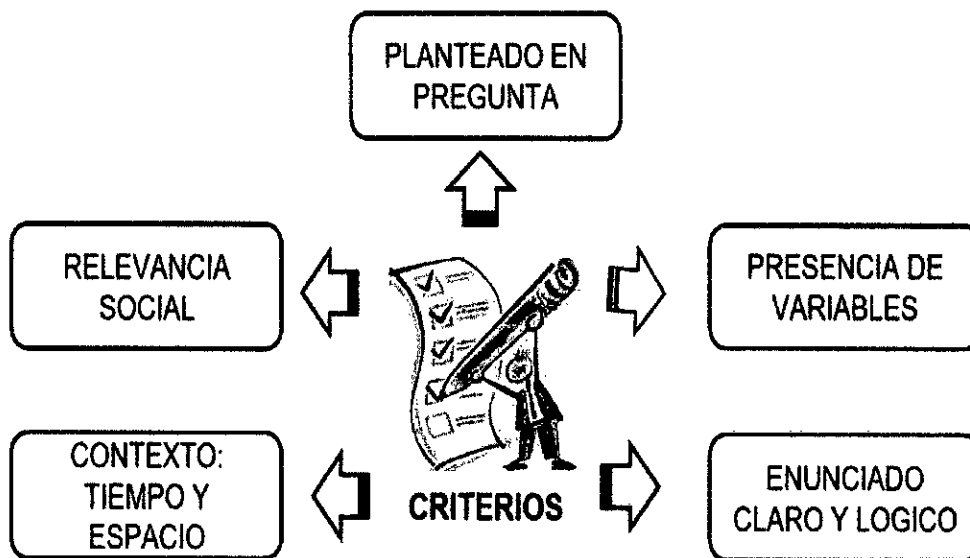 PLANTEADO EN
PREGUNTA
RELEVANCIA
SOCIAL
PRESENCIA DE
VARIABLES
CONTEXTO:
TIEMPO Y
ESPACIO
CRITERIOS
ENUNCIADO
CLARO Y LOGICO